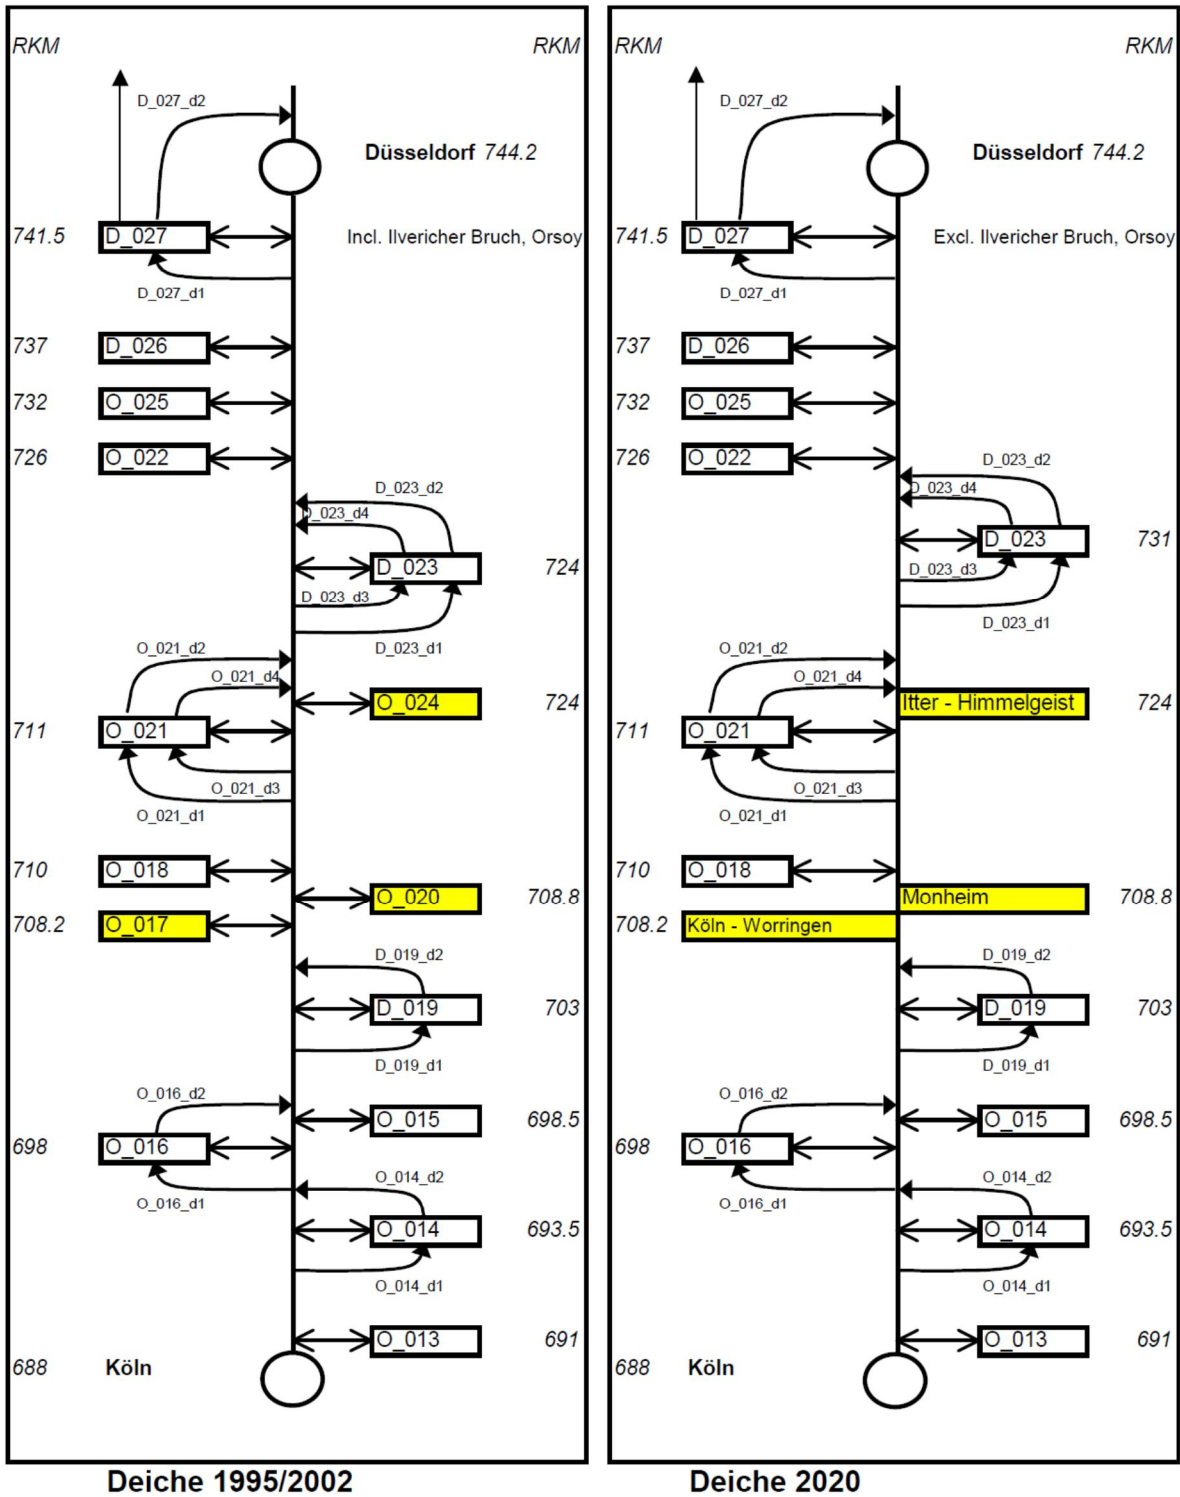 RKM
RKM
D_027_d2
Düsseldorf 744.2
741.5
D_027
Incl. Ilvericher Bruch, Orsoy
D_027_d1
737
D_026
732
O_025
726
O_022
D_023_d2
D_023_d4
D_023
724
D_023_d3
D_023_d1
O_021_d2
O_021_d4
O_024
724
711
O_021
O_021_d3
O_021_d1
710
O_018
O_020
708.8
708.2
O_017
D_019_d2
D_019
703
D_019_d1
O_016_d2
O_015
698.5
698
O_016
O_014_d2
O_016_d1
O_014
693.5
O_014_d1
O_013
691
688
Köln
Deiche 1995/2002
RKM
RKM
D_027_d2
Düsseldorf 744.2
741.5
D_027
Excl. Ilvericher Bruch, Orsoy
D_027_d1
737
D_026
732
O_025
726
O_022
D_023_d2
D_023_d4
D_023
731
D_023_d3
D_023_d1
O_021_d2
O_021_d4
Itter - Himmelgeist
724
711
O_021
O_021_d3
O_021_d1
710
O_018
Monheim
708.8
708.2
Köln - Worringen
D_019_d2
D_019
703
D_019_d1
O_016_d2
O_015
698.5
698
O_016
O_014_d2
O_016_d1
O_014
693.5
O_014_d1
O_013
691
688
Köln
Deiche 2020